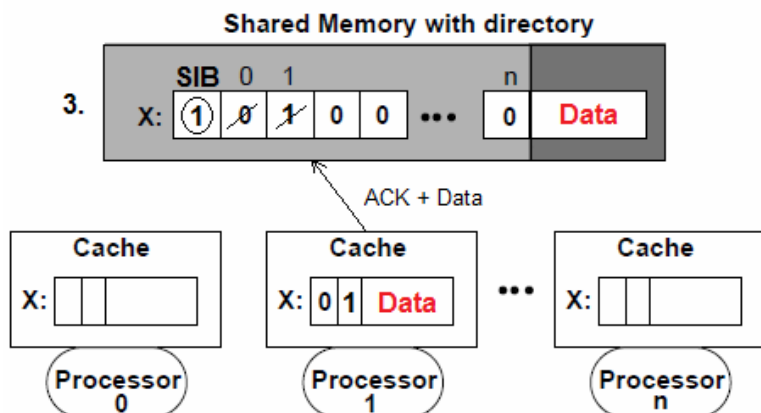 Shared Memory with directory
SIB 0 1 n
3. X: 1 0 1 0 0 ••• 0 Data
ACK + Data
Cache Cache Cache
X: X: 0 1 Data ••• X:
Processor Processor Processor
0 1 n